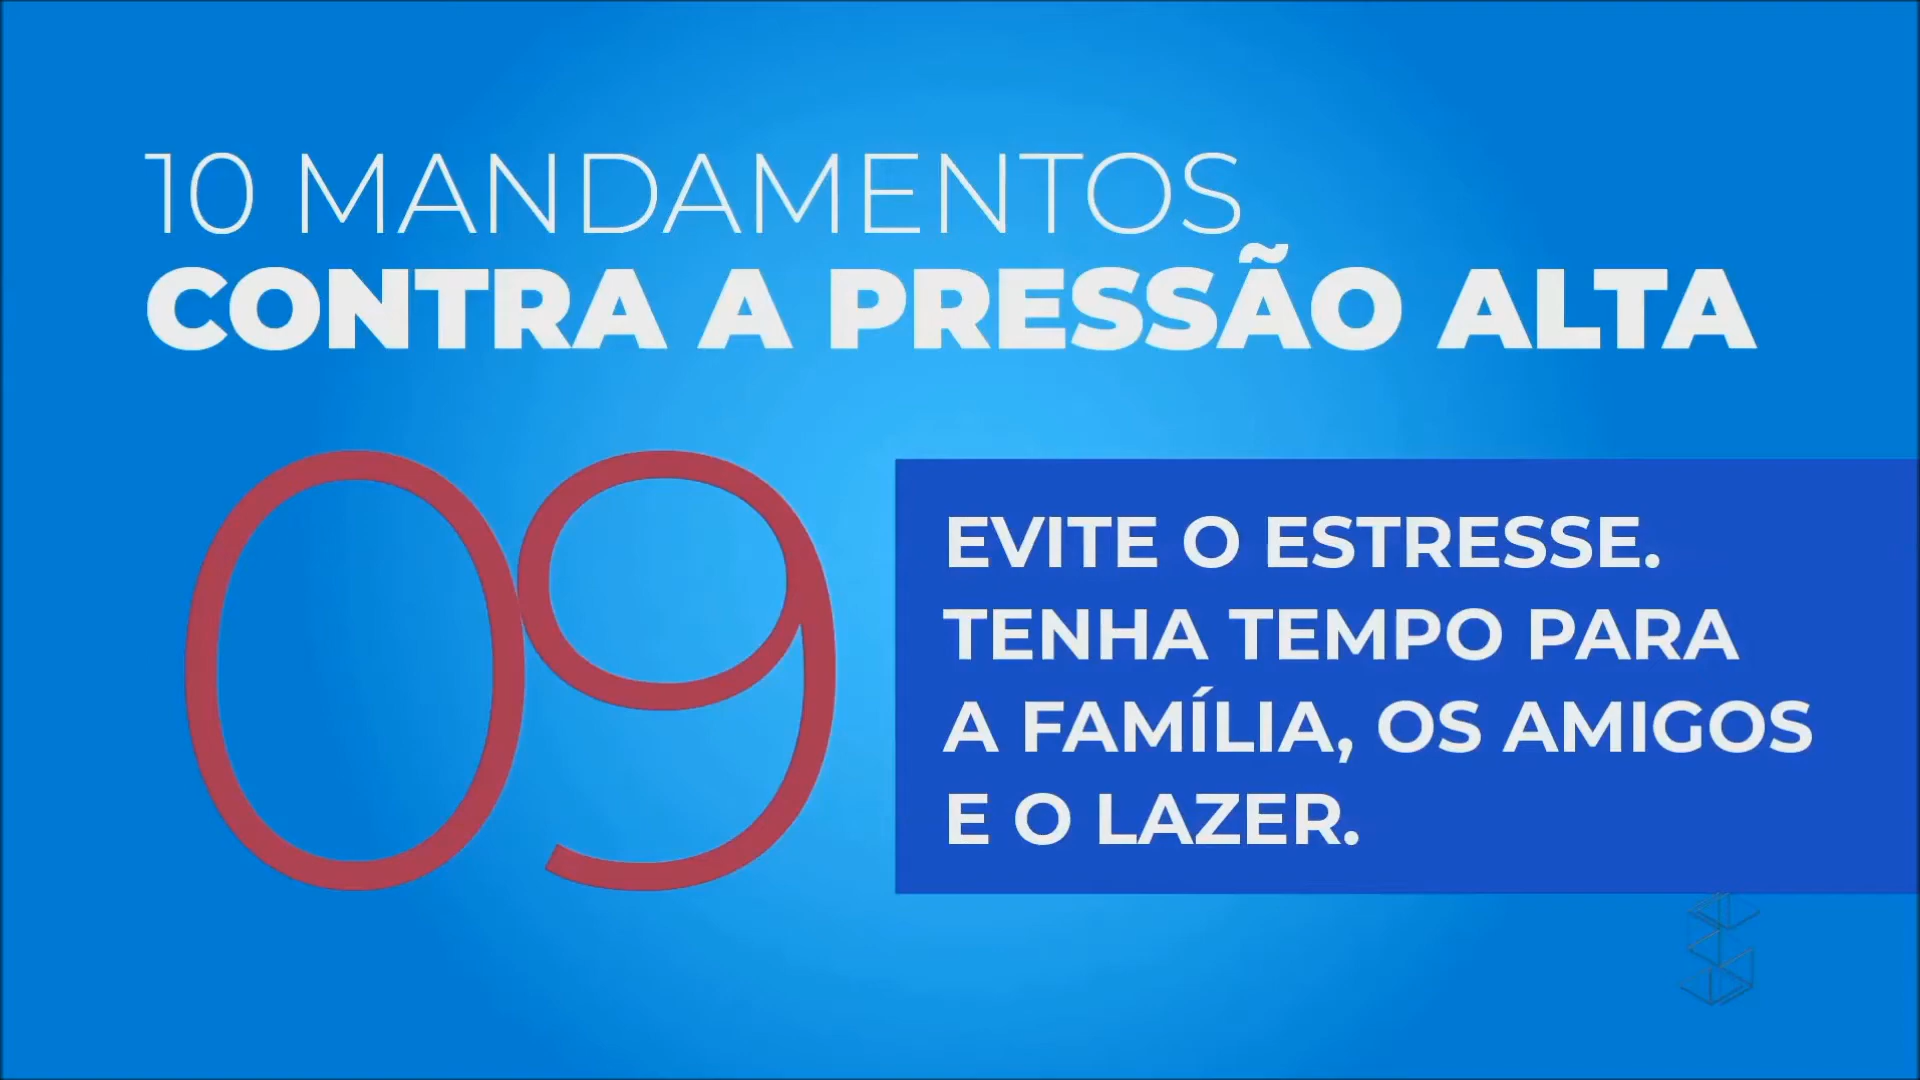 10 MANDAMENTOS
CONTRA A PRESSÃO ALTA
09
EVITE O ESTRESSE.
TENHA TEMPO PARA
A FAMÍLIA, OS AMIGOS
E O LAZER.